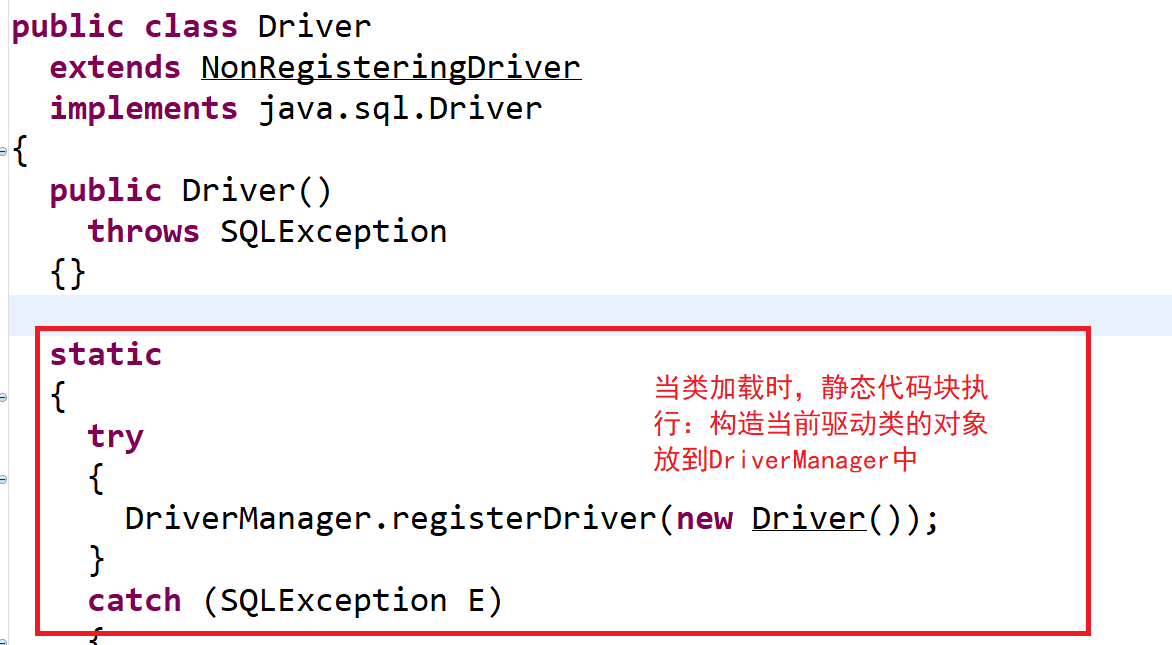 public class Driver
extends NonRegisteringDriver
implements java.sql.Driver
{
public Driver()
throws SQLException
{}
static
{
try
{
DriverManager.registerDriver(new Driver());
}
catch (SQLException E)
{
当类加载时，静态代码块执
行：构造当前驱动类的对象
放到DriverManager中